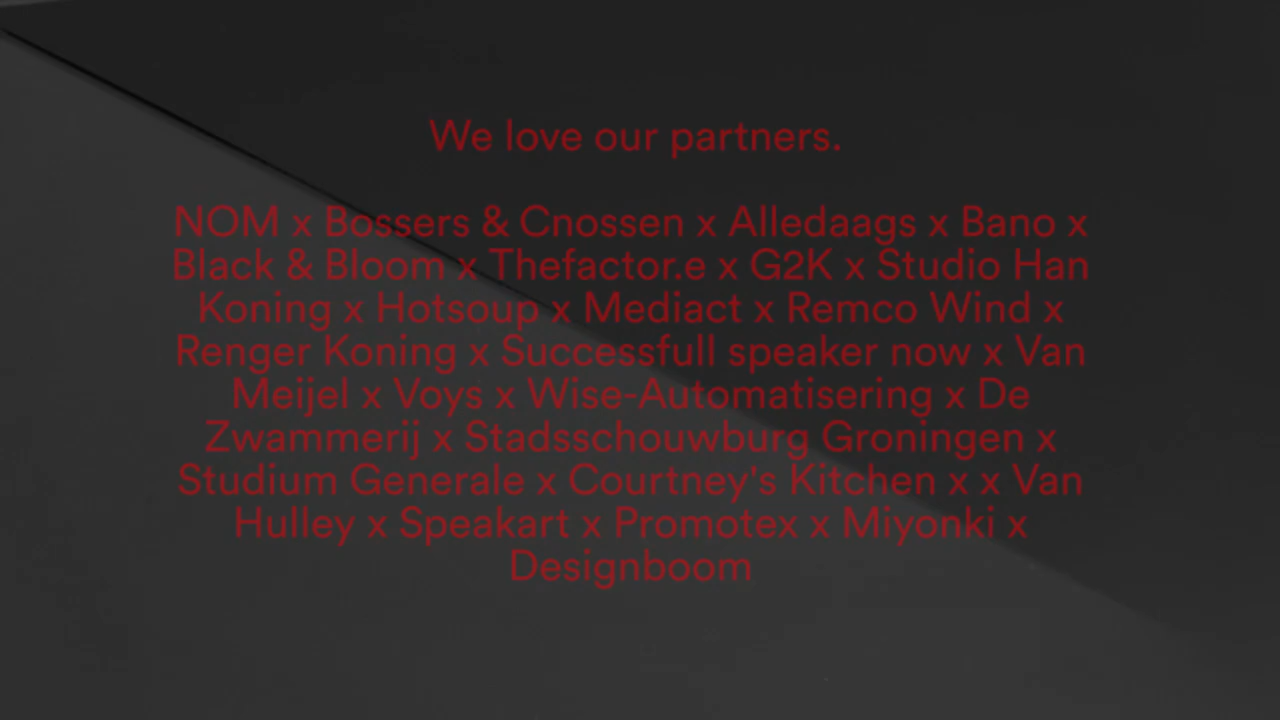 We love our partners.
NOM x Bossers & Cnossen x Alledaags x Bano x
Black & Bloom x Thefactor.e x G2K x Studio Han
Koning x Hotsoup x Mediact x Remco Wind x
Renger Koning x Successfull speaker now x Van
Meijel x Voys x Wise-Automatisering x De
Zwammerij x Stadsschouwburg Groningen x
Studium Generale x Courtney's Kitchen x x Van
Hulley x Speakart x Promotex x Miyonki x
Designboom